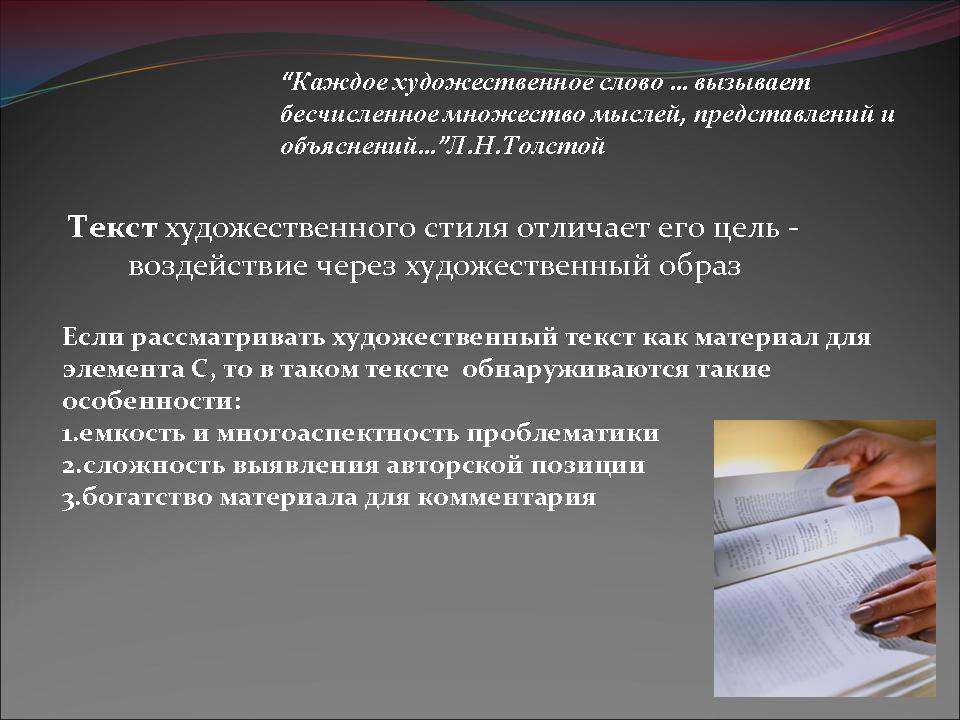 “Каждое художественное слово ... вызывает
бесчисленное множество мыслей, представлений и
объяснений...”Л.Н.Толстой
Текст художественного стиля отличает его цель -
воздействие через художественный образ
Если рассматривать художественный текст как материал для
элемента С, то в таком тексте  обнаруживаются такие
особенности:
1.емкость и многоаспектность проблематики
2.сложность выявления авторской позиции
3.богатство материала для комментария